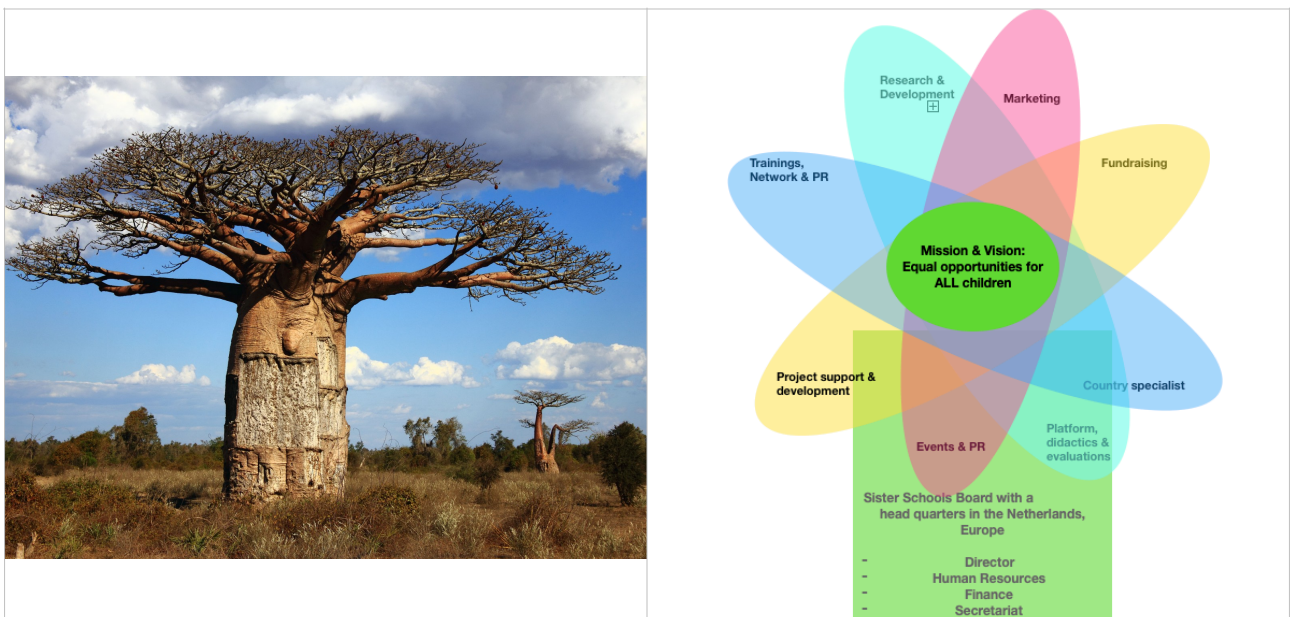 Research &
Development
Marketing
Trainings,
Network & PR
Fundraising
Mission & Vision:
Equal opportunities for
ALL children
Project support &
development
Country specialist
Platform,
didactics &
evaluations
Events & PR
Sister Schools Board with a
head quarters in the Netherlands,
Europe
- Director
- Human Resources
- Finance
- Secretariat